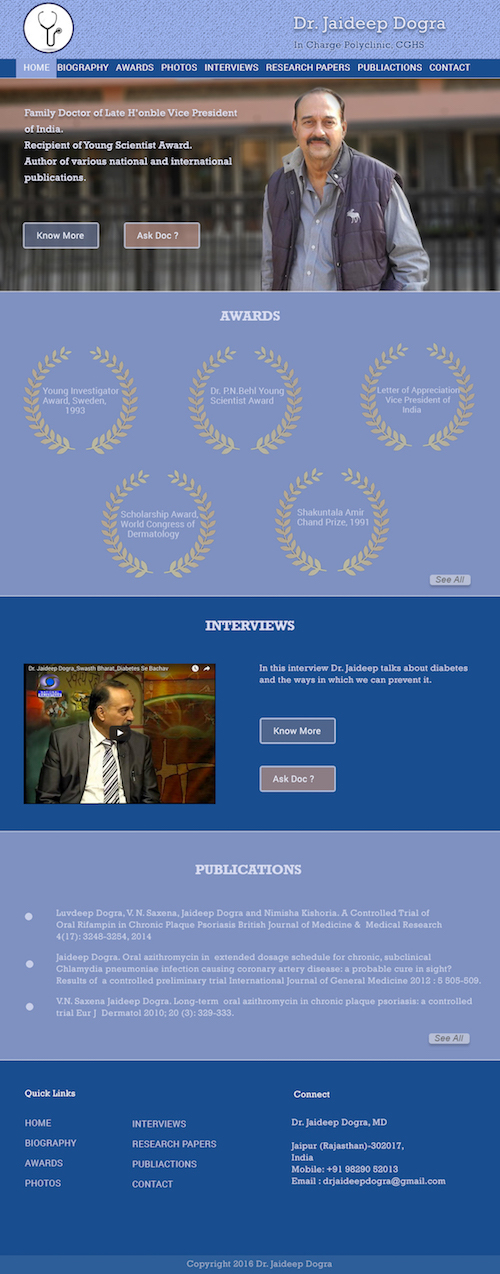 Dr. Jaideep Dogra
In Charge Polyclinic, CGHS
HOME BIOGRAPHY AWARDS PHOTOS INTERVIEWS RESEARCH PAPERS PUBLIACTIONS CONTACT
Family Doctor of Late H'onble Vice President
of India.
Recipient of Young Scientist Award.
Author of various national and international
publications.
Know More
Ask Doc ?
AWARDS
Young Investigator
Award, Sweden,
1993
Dr. P.N.Behl Young
Scientist Award
Letter of Appreciation
Vice President of
India
Scholarship Award,
World Congress of
Dermatology
Shakuntala Amir
Chand Prize, 1991
See All
INTERVIEWS
Dr. Jaideep Dogra_Swasth Bharat_Diabetes Se Bachav
In this interview Dr. Jaideep talks about diabetes
and the ways in which we can prevent it.
Know More
Ask Doc ?
PUBLICATIONS
Luvdeep Dogra, V. N. Saxena, Jaideep Dogra and Nimisha Kishoria. A Controlled Trial of
Oral Rifampin in Chronic Plaque Psoriasis British Journal of Medicine & Medical Research
4(17): 3248-3254, 2014
Jaideep Dogra. Oral azithromycin in extended dosage schedule for chronic, subclinical
Chlamydia pneumoniae infection causing coronary artery disease: a probable cure in sight?
Results of a controlled preliminary trial International Journal of General Medicine 2012 : 5 505-509.
V.N. Saxena Jaideep Dogra. Long-term oral azithromycin in chronic plaque psoriasis: a controlled
trial Eur J Dermatol 2010; 20 (3): 329-333.
See All
Quick Links
HOME
BIOGRAPHY
AWARDS
PHOTOS
INTERVIEWS
RESEARCH PAPERS
PUBLIACTIONS
CONTACT
Connect
Dr. Jaideep Dogra, MD
Jaipur (Rajasthan)-302017,
India
Mobile: +91 98290 52013
Email : drjaideepdogra@gmail.com
Copyright 2016 Dr. Jaideep Dogra